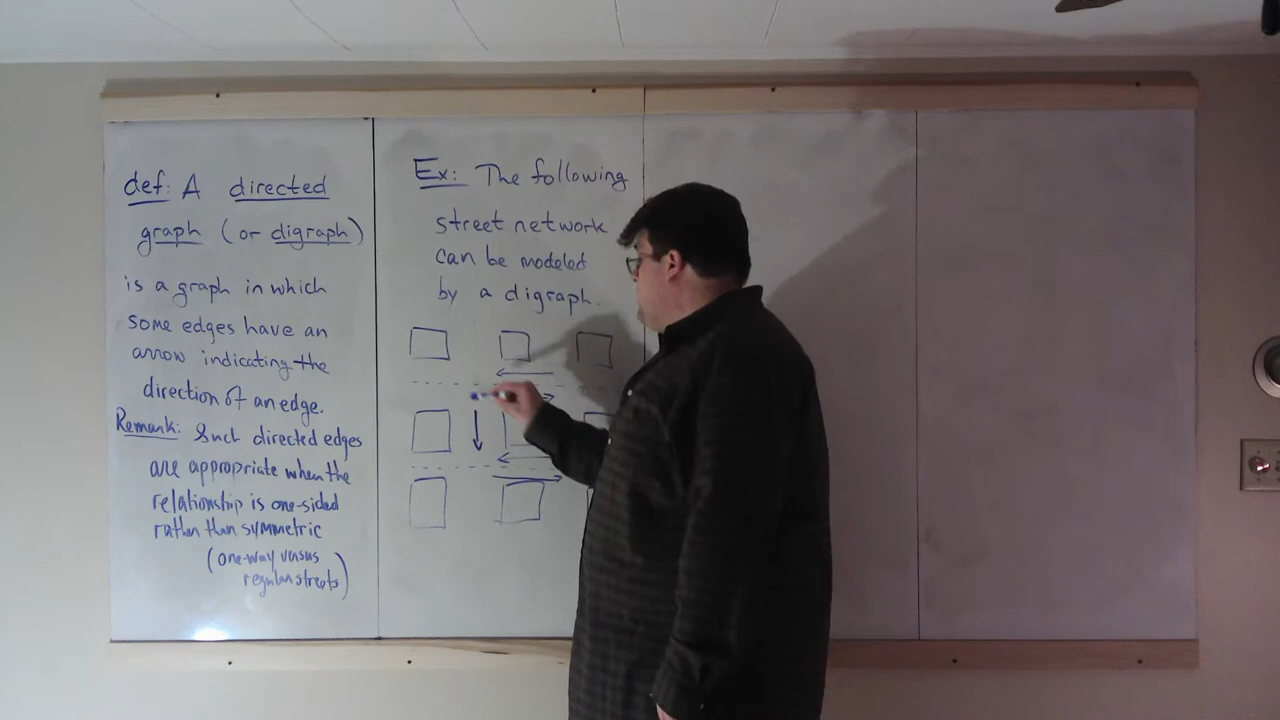 def: A directed
graph (or digraph)
is a graph in which
some edges have an
arrow indicating the
direction of an edge.
Remark: Such directed edges
are appropriate when the
relationship is one-sided
rather than symmetric
(one-way versus
regular streets)
Ex: The following
street network
can be modeled
by a digraph.